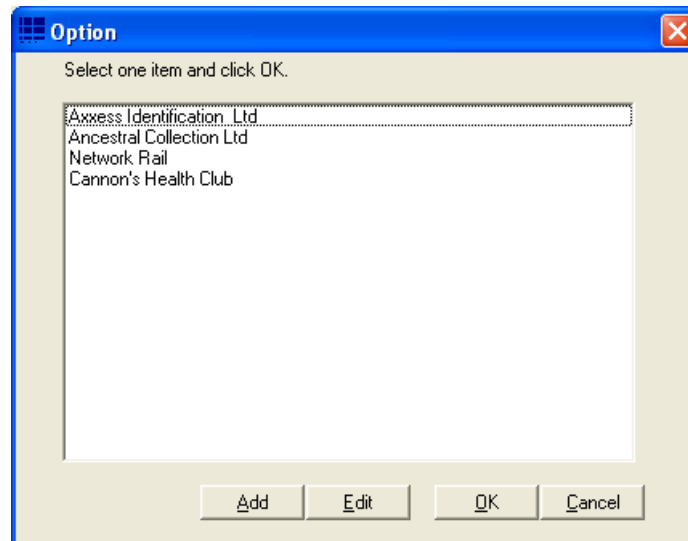 Option
Select one item and click OK.
Axxess Identification  Ltd
Ancestral Collection Ltd
Network Rail
Cannon's Health Club
Add Edit OK Cancel